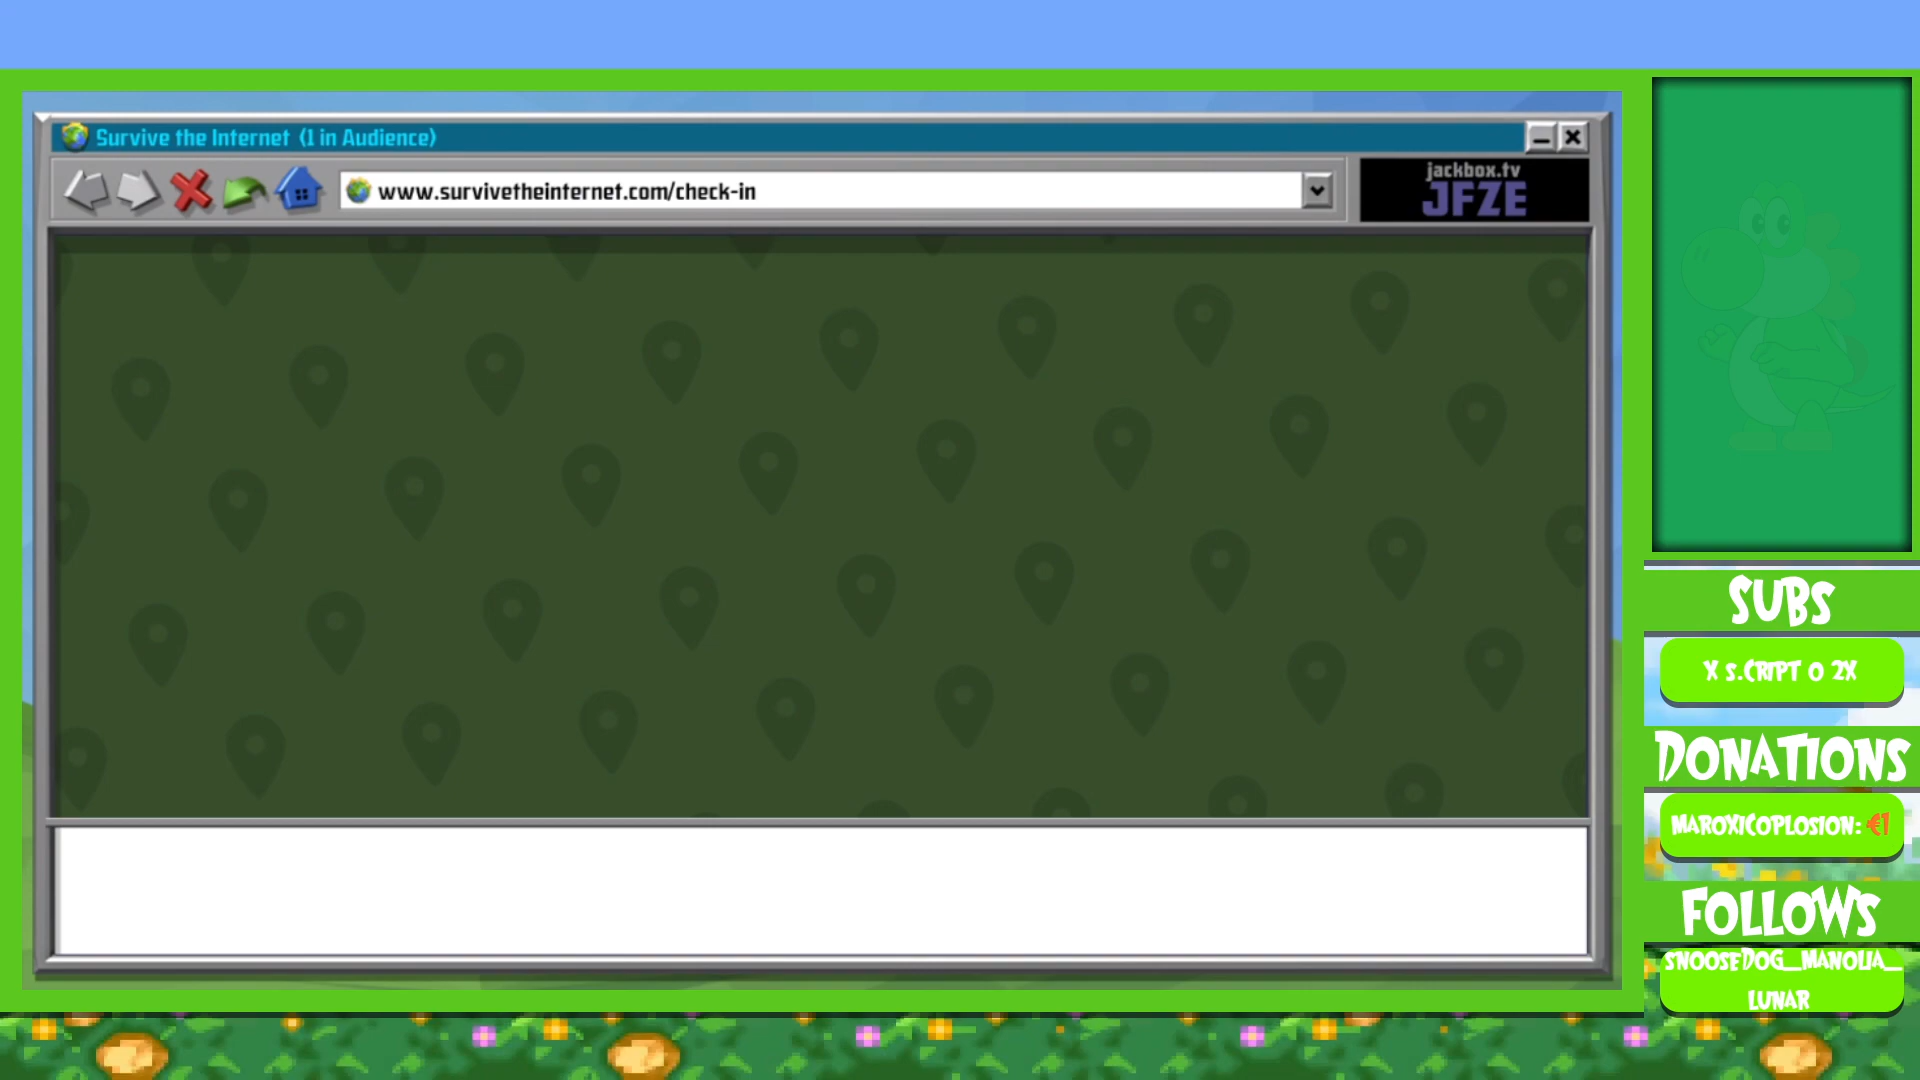 Survive the Internet (1 in Audience)
www.survivetheinternet.com/check-in
jackbox.tv
JFZE
SUBS
X S.CRIPT O 2X
DONATIONS
MAROXICOPLOSION: €1
FOLLOWS
SNOOSEDOG_MANOLIA_
LUNAR